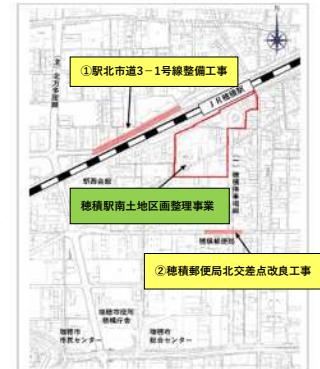 N
①駅北市道3－1号線整備工事
JR穂積駅
駅西会館
穂積駅南土地区画整理事業
穂積郵便局
②穂積郵便局北交差点改良工事
瑞穂市役所
穂積庁舎
瑞穂市
市民センター
瑞穂市
総合センター